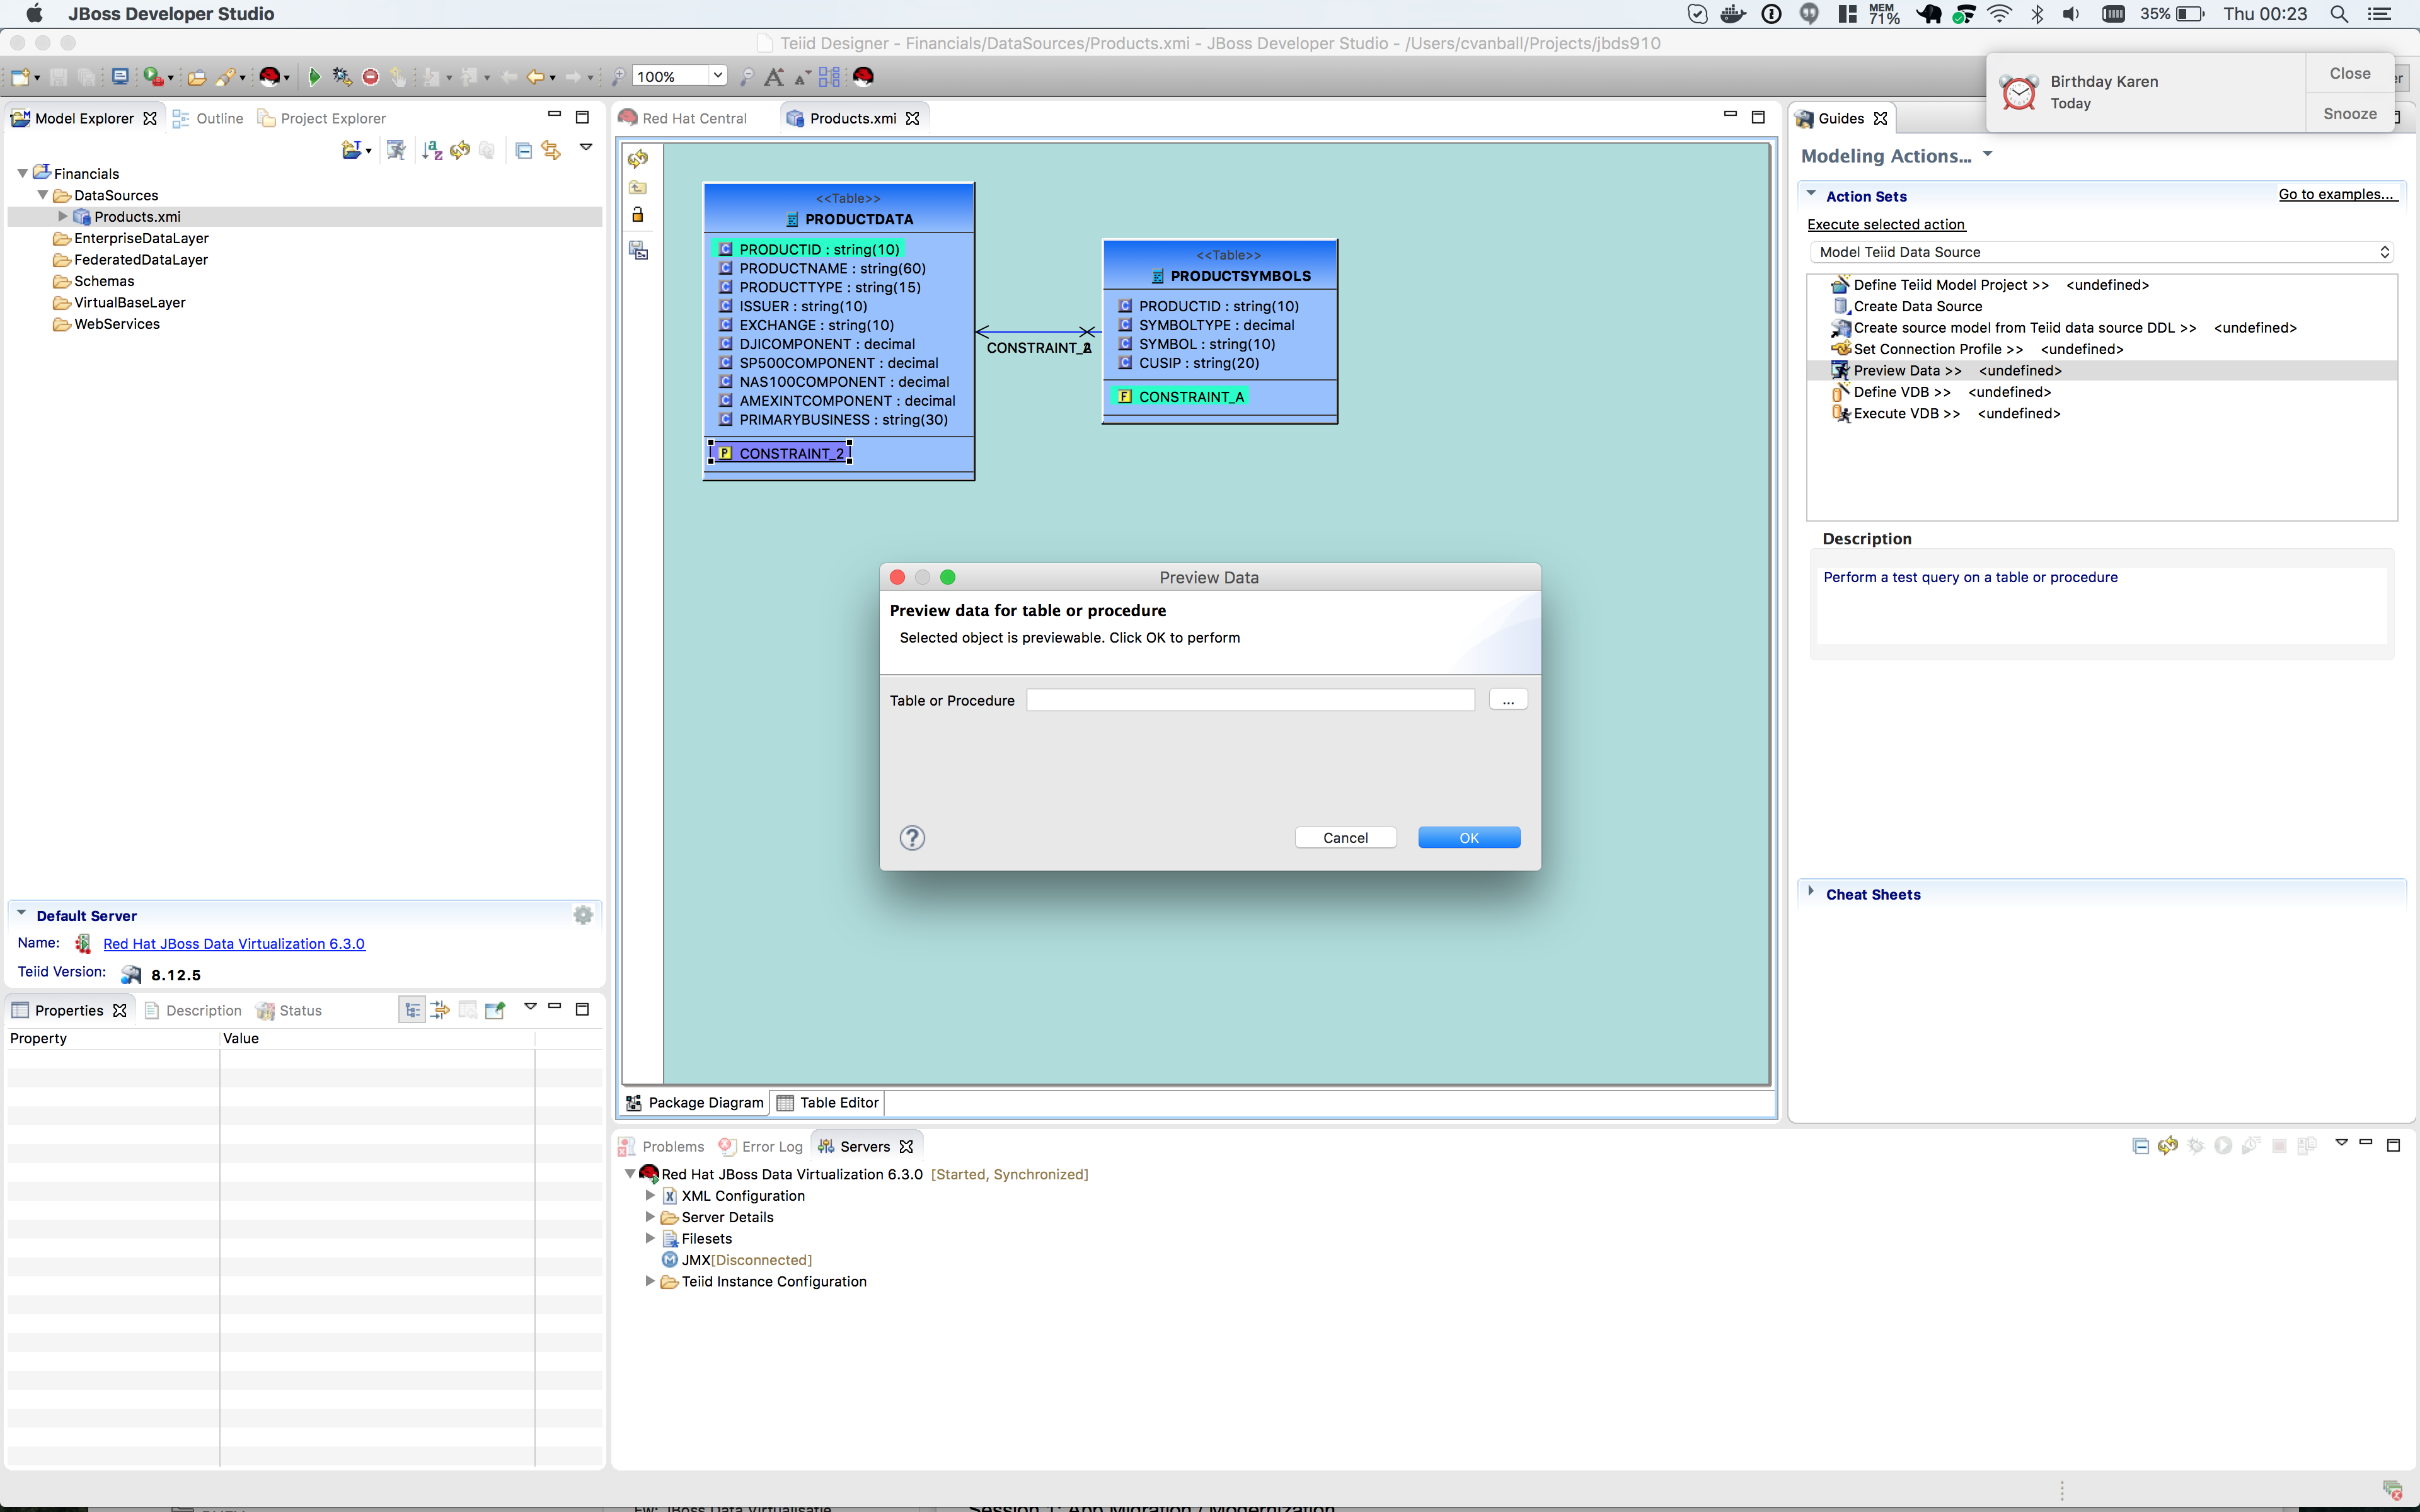 JBoss Developer Studio
MEM
71%
35%
Thu 00:23
Teiid Designer - Financials/DataSources/Products.xmi - JBoss Developer Studio - /Users/cvanball/Projects/jbds910
100%
Birthday Karen
Today
Close
Snooze
Model Explorer
Outline
Project Explorer
Financials
DataSources
Products.xmi
EnterpriseDataLayer
FederatedDataLayer
Schemas
VirtualBaseLayer
WebServices
Default Server
Name: Red Hat JBoss Data Virtualization 6.3.0
Teiid Version: 8.12.5
Properties
Description
Status
Property
Value
Red Hat Central
Products.xmi
<<Table>>
PRODUCTDATA
PRODUCTID : string(10)
PRODUCTNAME : string(60)
PRODUCTTYPE : string(15)
ISSUER : string(10)
EXCHANGE : string(10)
DJICOMPONENT : decimal
SP500COMPONENT : decimal
NAS100COMPONENT : decimal
AMEXINTCOMPONENT : decimal
PRIMARYBUSINESS : string(30)
P CONSTRAINT_2
<<Table>>
PRODUCTSYMBOLS
PRODUCTID : string(10)
SYMBOLTYPE : decimal
SYMBOL : string(10)
CUSIP : string(20)
F CONSTRAINT_A
Preview Data
Preview data for table or procedure
Selected object is previewable. Click OK to perform
Table or Procedure
...
?
Cancel
OK
Package Diagram
Table Editor
Problems
Error Log
Servers
Red Hat JBoss Data Virtualization 6.3.0 [Started, Synchronized]
XML Configuration
Server Details
Filesets
JMX[Disconnected]
Teiid Instance Configuration
Guides
Modeling Actions...
Action Sets
Go to examples...
Execute selected action
Model Teiid Data Source
Define Teiid Model Project >> <undefined>
Create Data Source
Create source model from Teiid data source DDL >> <undefined>
Set Connection Profile >> <undefined>
Preview Data >> <undefined>
Define VDB >> <undefined>
Execute VDB >> <undefined>
Description
Perform a test query on a table or procedure
Cheat Sheets